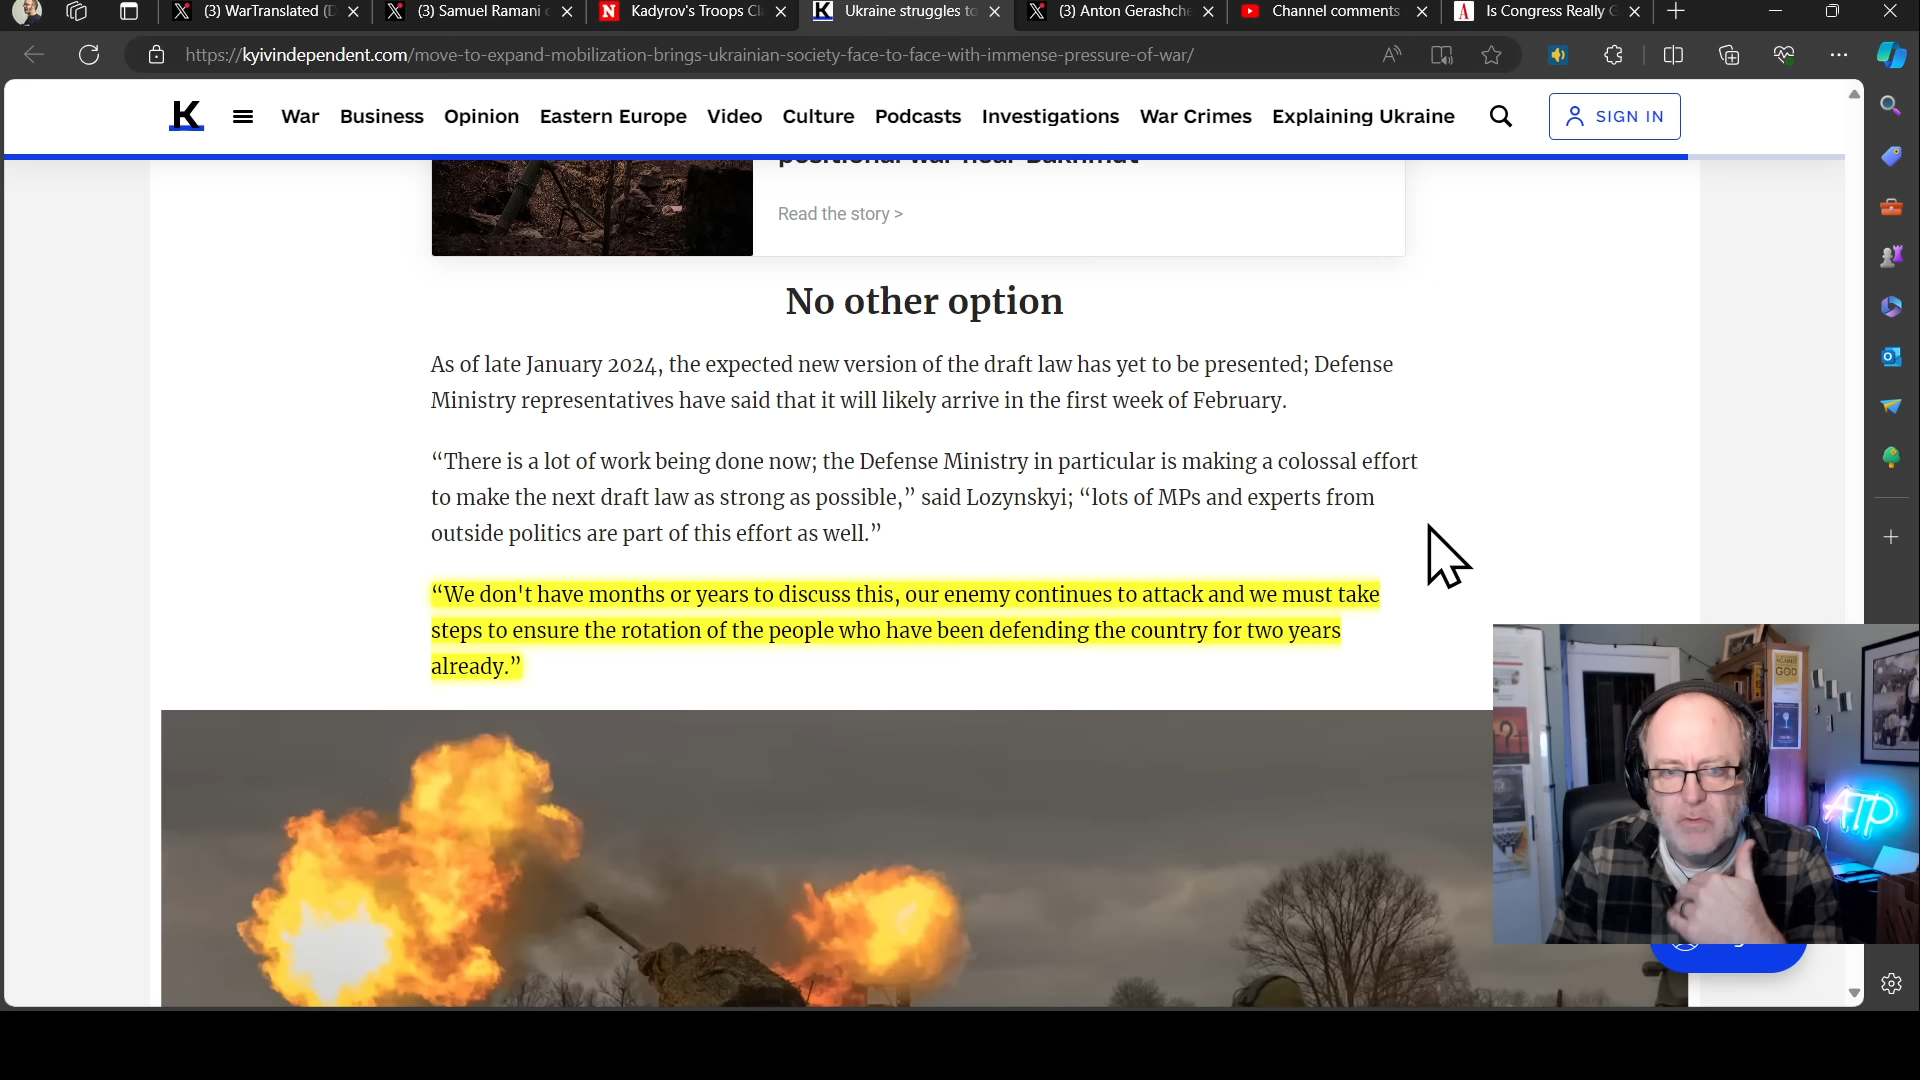 (3) WarTranslated (D
(3) Samuel Ramani
Kadyrov's Troops Cl
Ukraine struggles to
(3) Anton Gerashche
Channel comments
Is Congress Really G
https://kyivindependent.com/move-to-expand-mobilization-brings-ukrainian-society-face-to-face-with-immense-pressure-of-war/
K
War Business Opinion Eastern Europe Video Culture Podcasts Investigations War Crimes Explaining Ukraine
SIGN IN
positional war near Bakhmut
Read the story >
No other option
As of late January 2024, the expected new version of the draft law has yet to be presented; Defense
Ministry representatives have said that it will likely arrive in the first week of February.
“There is a lot of work being done now; the Defense Ministry in particular is making a colossal effort
to make the next draft law as strong as possible,” said Lozynskyi; “lots of MPs and experts from
outside politics are part of this effort as well.”
“We don't have months or years to discuss this, our enemy continues to attack and we must take
steps to ensure the rotation of the people who have been defending the country for two years
already.”
GOD
ATP